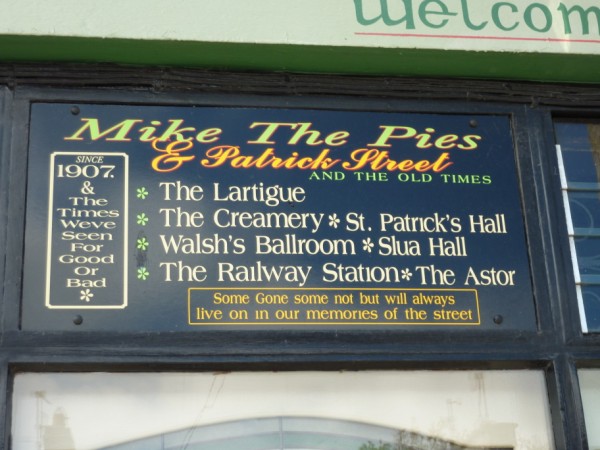 Welcom
Mike The Pies
& Patrick Street
AND THE OLD TIMES
SINCE
1907.
&
The
Times
Weve
Seen
For
Good
Or
Bad
*
* The Lartigue
* The Creamery * St. Patrick's Hall
* Walsh's Ballroom * Slua Hall
* The Railway Station * The Astor
Some Gone some not but will always
live on in our memories of the street